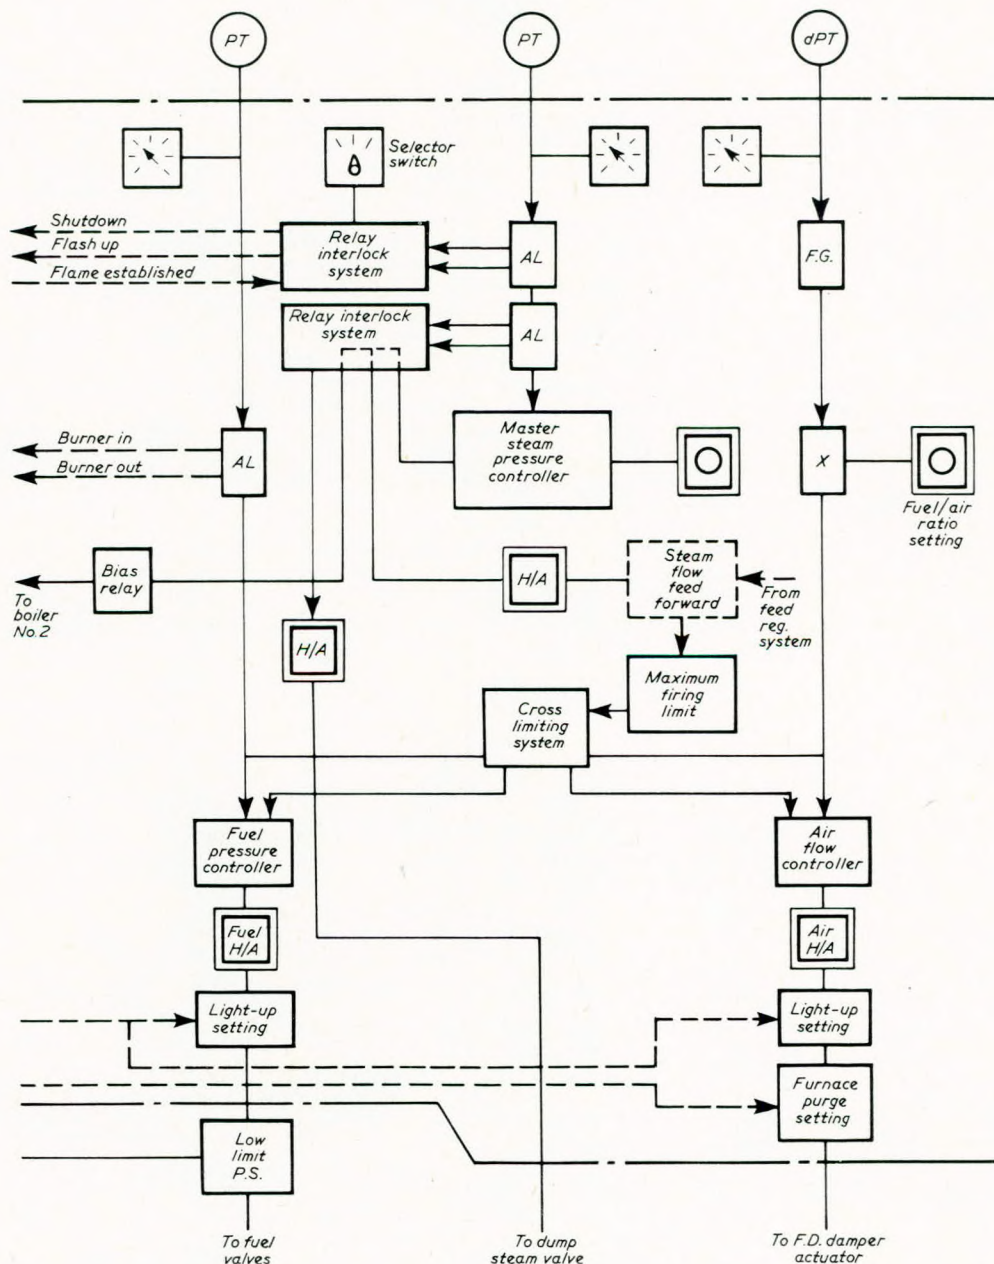 PT
PT
dPT
Selector
switch
Shutdown
Flash up
Flame established
Relay
interlock
system
AL
F.G.
Relay interlock
system
AL
Burner in
Burner out
AL
Master
steam
pressure
controller
X
Fuel/air
ratio
setting
Bias
relay
To
boiler
No.2
H/A
Steam
flow
feed
forward
From
feed
reg.
system
H/A
Maximum
firing
limit
Cross
limiting
system
Fuel
pressure
controller
Air
flow
controller
Fuel
H/A
Air
H/A
Light-up
setting
Light-up
setting
Furnace
purge
setting
Low
limit
P.S.
To fuel
valves
To dump
steam valve
To F.D. damper
actuator